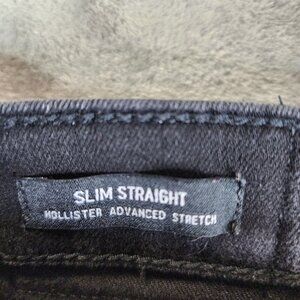 SLIM STRAIGHT
HOLLISTER ADVANCED STRETCH